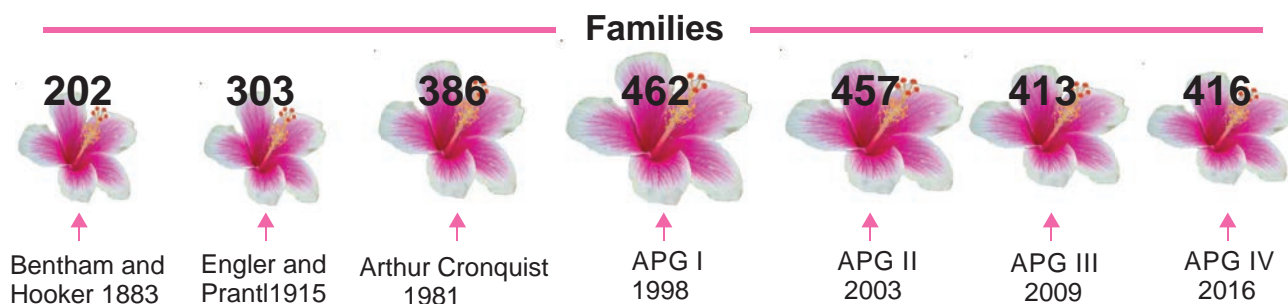 Families
202 303 386 462 457 413 416
Bentham and
Hooker 1883
Engler and
Prantl1915
Arthur Cronquist
1981
APG I
1998
APG II
2003
APG III
2009
APG IV
2016